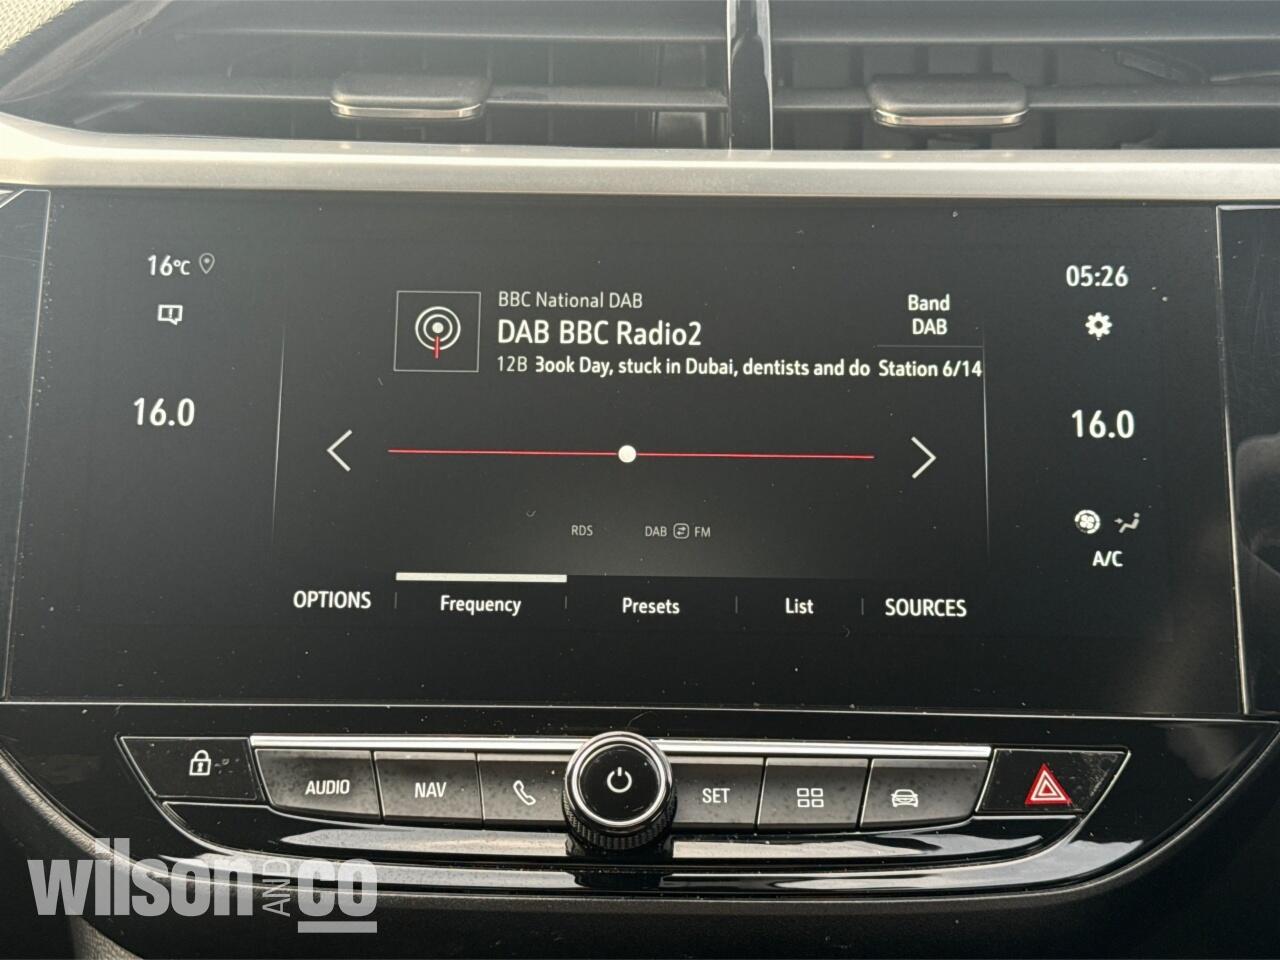 16°C
05:26
BBC National DAB
DAB BBC Radio2
12B 3ook Day, stuck in Dubai, dentists and do
Band
DAB
Station 6/14
16.0
16.0
RDS
DAB FM
A/C
OPTIONS
Frequency
Presets
List
SOURCES
AUDIO
NAV
SET
wilson AND co